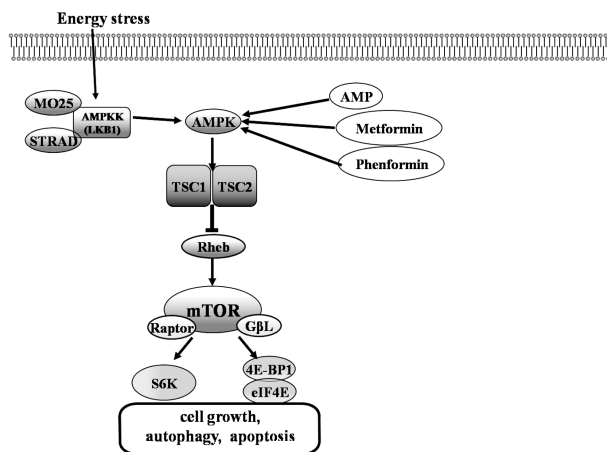 Energy stress
MO25
AMPKK
(LKB1)
STRAD
AMPK
AMP
Metformin
Phenformin
TSC1
TSC2
Rheb
mTOR
Raptor
GβL
S6K
4E-BP1
eIF4E
cell growth,
autophagy, apoptosis